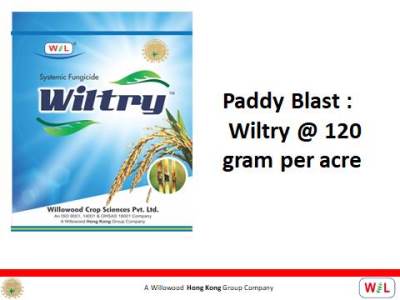 WIL
Systemic Fungicide
Wiltry™
Willowood Crop Sciences Pvt. Ltd.
An ISO 9001, 14001 & OHSAS 18001 Company
A Willowood Hong Kong Group Company
Paddy Blast :
Wiltry @ 120
gram per acre
A Willowood Hong Kong Group Company
WIL